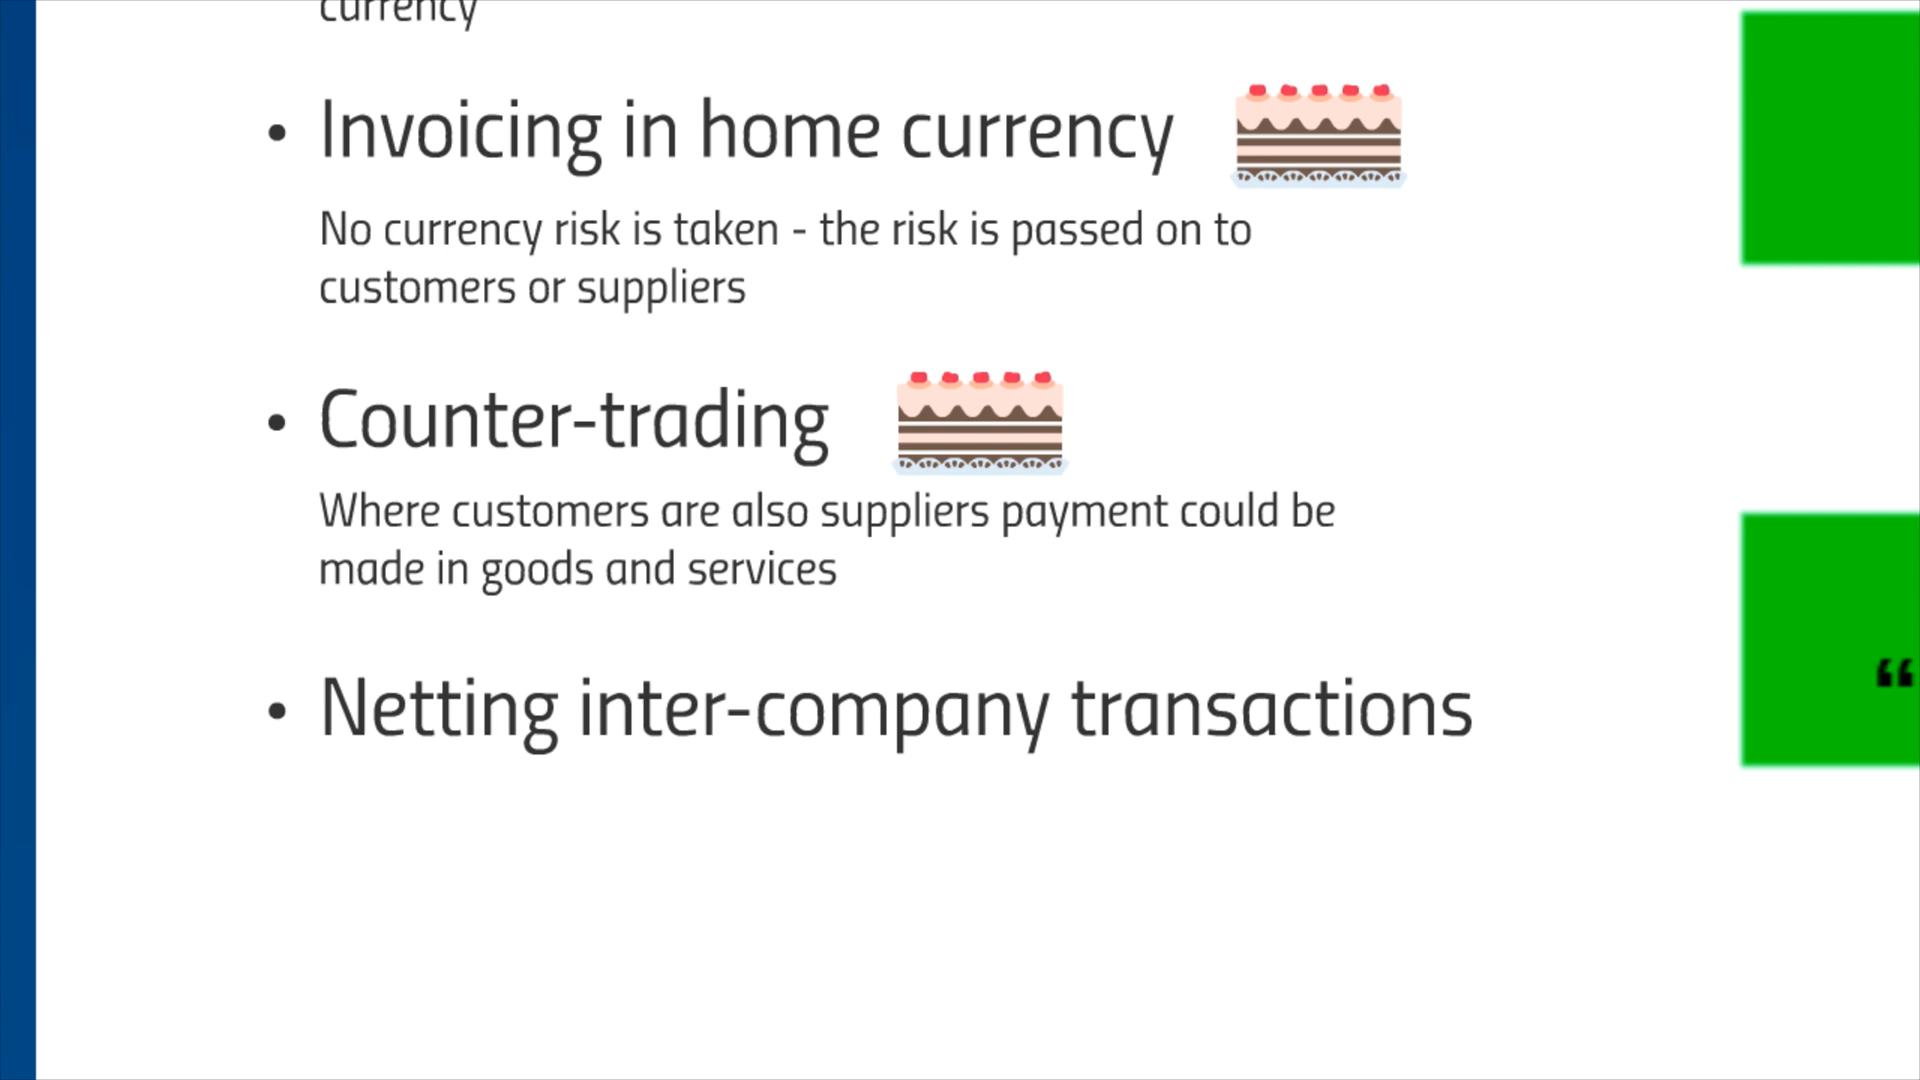 currency
• Invoicing in home currency
No currency risk is taken - the risk is passed on to
customers or suppliers
• Counter-trading
Where customers are also suppliers payment could be
made in goods and services
• Netting inter-company transactions
“